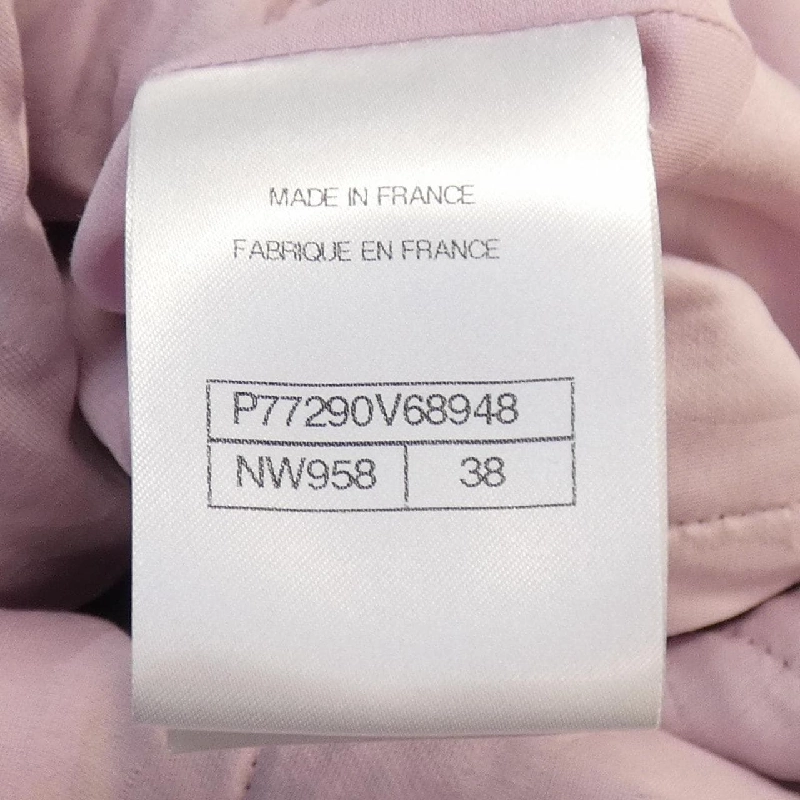 MADE IN FRANCE
FABRIQUE EN FRANCE
P77290V68948
NW958 38